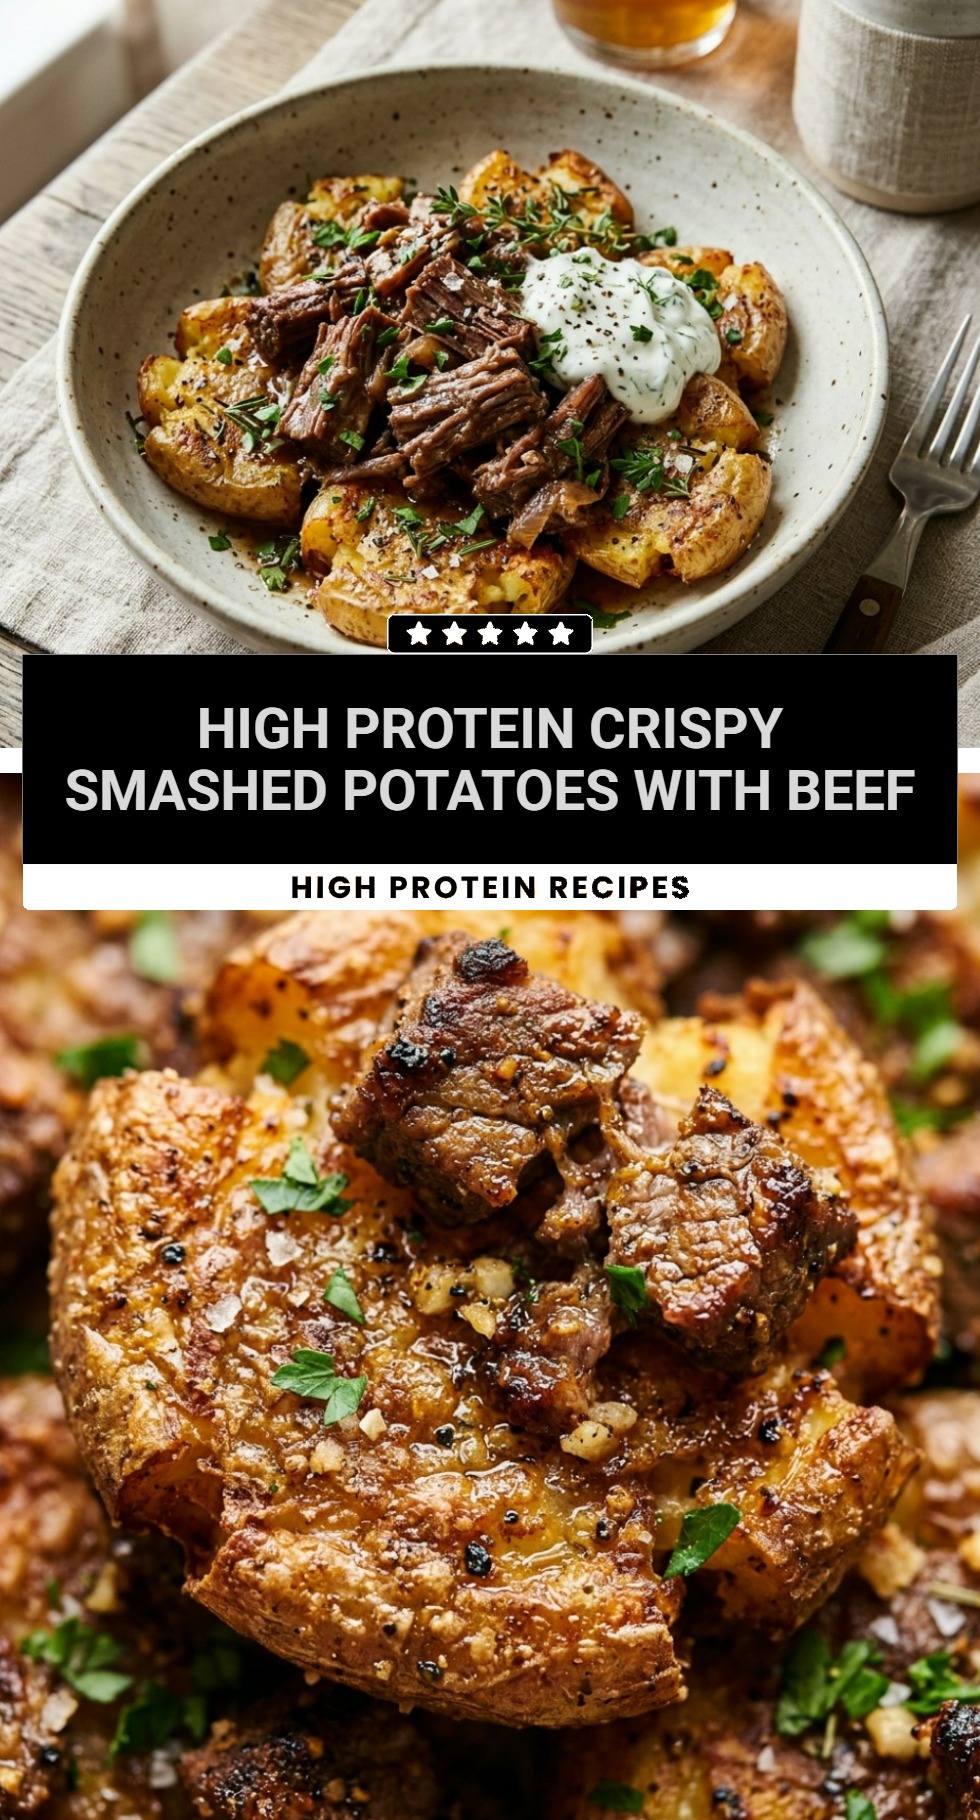 HIGH PROTEIN CRISPY
SMASHED POTATOES WITH BEEF
HIGH PROTEIN RECIPES